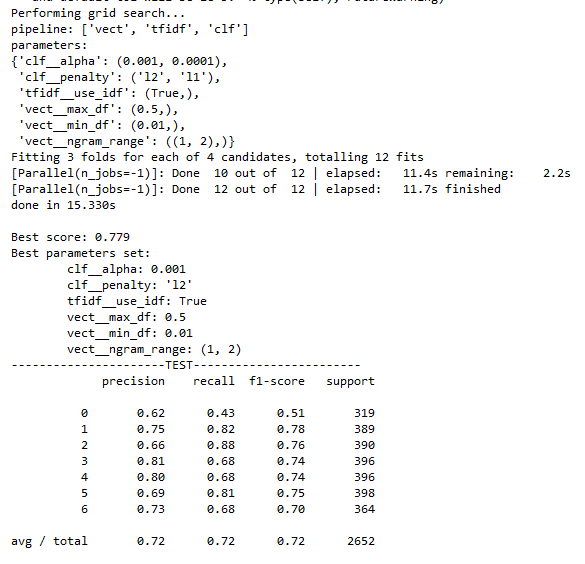 Performing grid search...
pipeline: ['vect', 'tfidf', 'clf']
parameters:
{'clf__alpha': (0.001, 0.0001),
 'clf__penalty': ('l2', 'l1'),
 'tfidf__use_idf': (True,),
 'vect__max_df': (0.5,),
 'vect__min_df': (0.01,),
 'vect__ngram_range': ((1, 2),)}
Fitting 3 folds for each of 4 candidates, totalling 12 fits
[Parallel(n_jobs=-1)]: Done  10 out of  12 | elapsed:   11.4s remaining:    2.2s
[Parallel(n_jobs=-1)]: Done  12 out of  12 | elapsed:   11.7s finished
done in 15.330s

Best score: 0.779
Best parameters set:
        clf__alpha: 0.001
        clf__penalty: 'l2'
        tfidf__use_idf: True
        vect__max_df: 0.5
        vect__min_df: 0.01
        vect__ngram_range: (1, 2)
----------------------TEST------------------------
             precision    recall  f1-score   support

          0       0.62      0.43      0.51       319
          1       0.75      0.82      0.78       389
          2       0.66      0.88      0.76       390
          3       0.81      0.68      0.74       396
          4       0.80      0.68      0.74       396
          5       0.69      0.81      0.75       398
          6       0.73      0.68      0.70       364

avg / total       0.72      0.72      0.72      2652